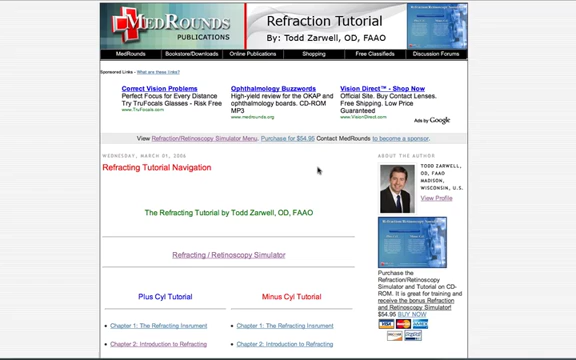 MEDROUNDS
PUBLICATIONS
Refraction Tutorial
By: Todd Zarwell, OD, FAAO
MedRounds
Bookstore/Downloads
Online Publications
Shopping
Free Classifieds
Discussion Forums
Sponsored Links - What are these links?
Correct Vision Problems
Perfect Focus for Every Distance
Try TruFocals Glasses - Risk Free
www.TruFocals.com
Ophthalmology Buzzwords
High-yield review for the OKAP and
ophthalmology boards. CD-ROM
MP3
www.medrounds.org
Vision Direct™ - Shop Now
Official Site. Buy Contact Lenses.
Free Shipping. Low Price
Guaranteed
www.VisionDirect.com
Ads by Google
View Refraction/Retinoscopy Simulator Menu. Purchase for $54.95 Contact MedRounds to become a sponsor.
WEDNESDAY, MARCH 01, 2006
Refracting Tutorial Navigation
The Refracting Tutorial by Todd Zarwell, OD, FAAO
Refracting / Retinoscopy Simulator
Plus Cyl Tutorial
Minus Cyl Tutorial
Chapter 1: The Refracting Instrument
Chapter 1: The Refracting Instrument
Chapter 2: Introduction to Refracting
Chapter 2: Introduction to Refracting
ABOUT THE AUTHOR
TODD ZARWELL,
OD, FAAO
MADISON,
WISCONSIN, U.S.
View Profile
Purchase the
Refraction/Retinoscopy
Simulator and Tutorial on CD-
ROM. It is great for training and
receive the bonus Refraction
and Retinoscopy Simulator!
$54.95 BUY NOW
VISA